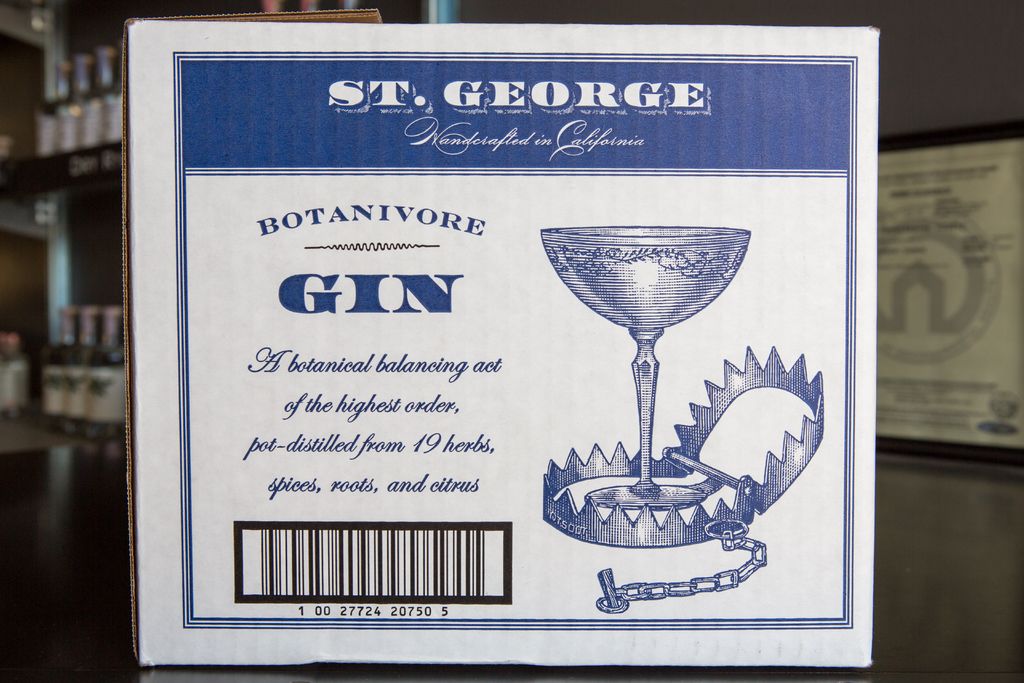 ST. GEORGE
Handcrafted in California
BOTANIVORE
GIN
A botanical balancing act
of the highest order,
pot-distilled from 19 herbs,
spices, roots, and citrus
1 00 27724 20750 5